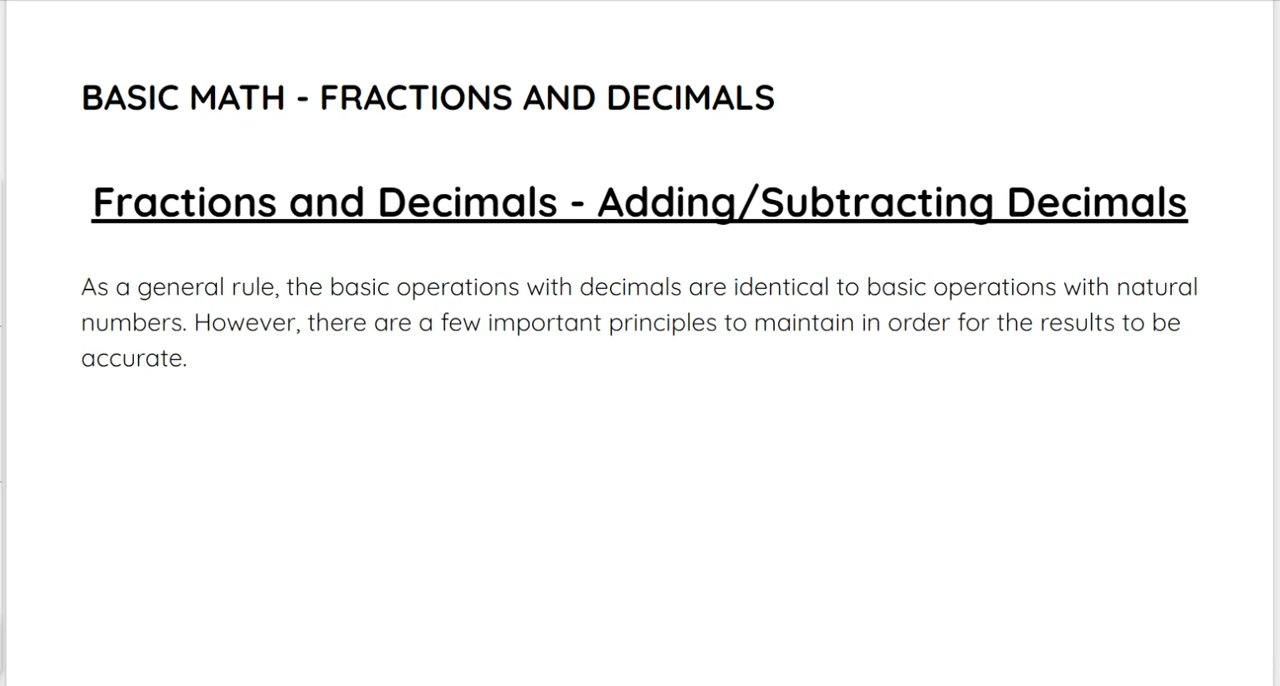 BASIC MATH - FRACTIONS AND DECIMALS
Fractions and Decimals - Adding/Subtracting Decimals
As a general rule, the basic operations with decimals are identical to basic operations with natural
numbers. However, there are a few important principles to maintain in order for the results to be
accurate.